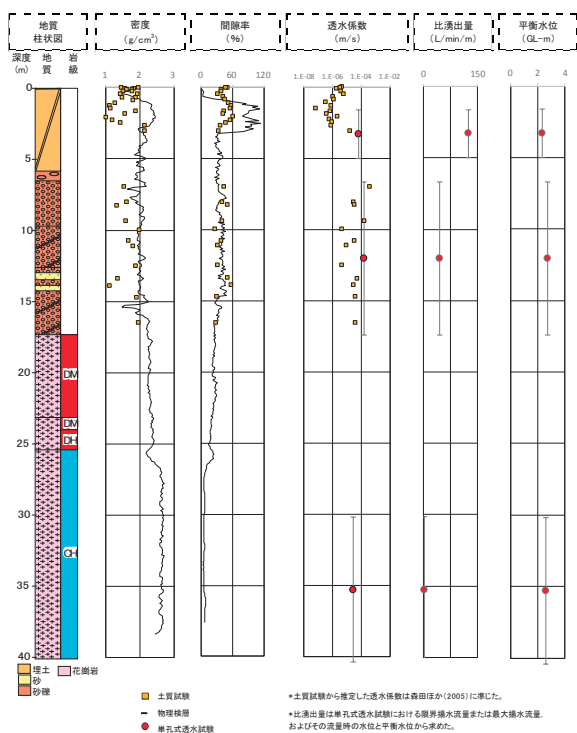 地質
柱状図
密度
(g/cm³)
間隙率
(%)
透水係数
(m/s)
比湧出量
(L/min/m)
平衡水位
(GL-m)
深度
(m)
地
質
岩
級
1 2 3
0 60 120
1.E-08 1.E-06 1.E-04 1.E-02
0 150
0 2 4
0
5
10
15
20
25
30
35
40
DM
DM
DH
CH
埋土
花崗岩
砂
砂礫
土質試験
物理検層
単孔式透水試験
*土質試験から推定した透水係数は森田ほか(2005)に準じた。
*比湧出量は単孔式透水試験における限界揚水流量または最大揚水流量、
およびその流量時の水位と平衡水位から求めた。